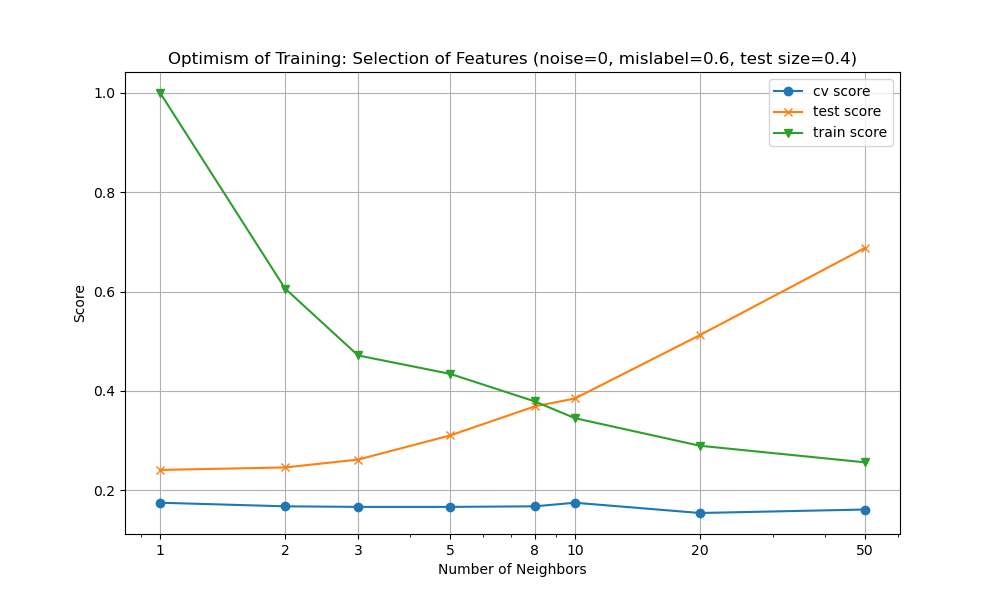 Optimism of Training: Selection of Features (noise=0, mislabel=0.6, test size=0.4)
cv score
test score
train score
1.0
0.8
0.6
0.4
0.2
Score
1 2 3 5 8 10 20 50
Number of Neighbors